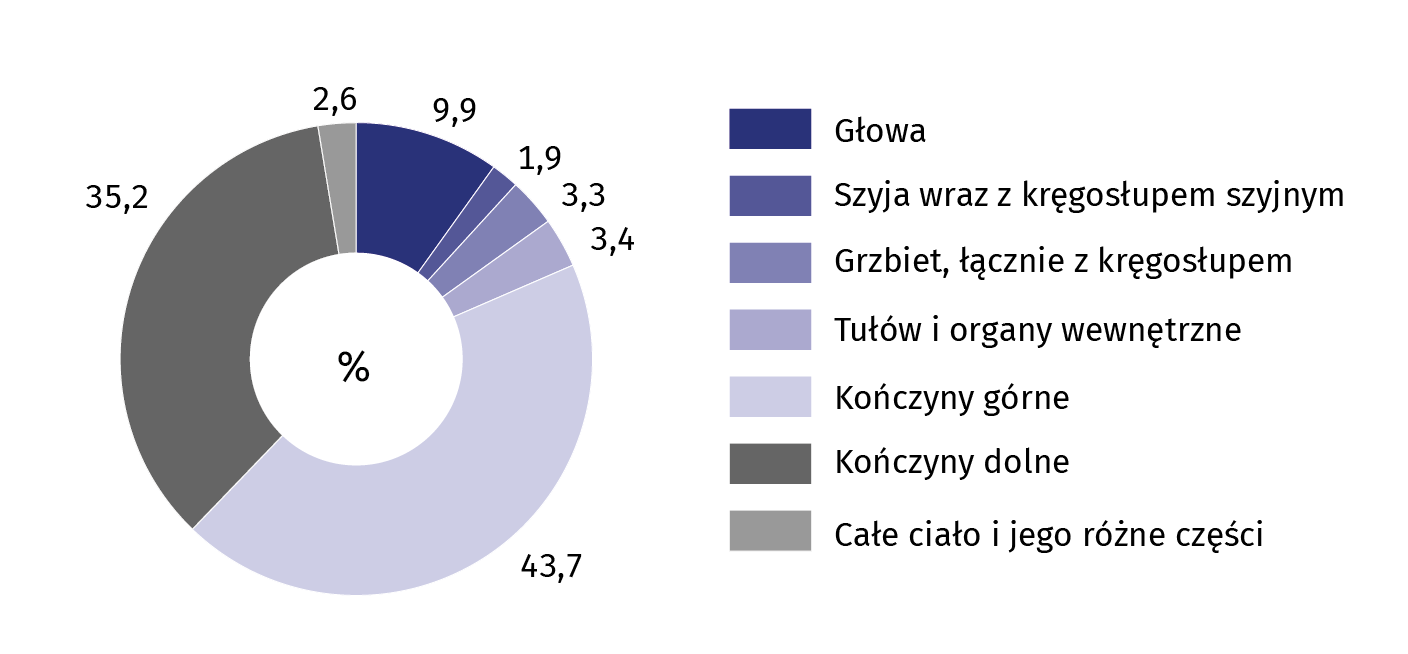 2,6
9,9
1,9
3,3
3,4
35,2
%
43,7
Głowa
Szyja wraz z kręgosłupem szyjnym
Grzbiet, łącznie z kręgosłupem
Tułów i organy wewnętrzne
Kończyny górne
Kończyny dolne
Całe ciało i jego różne części